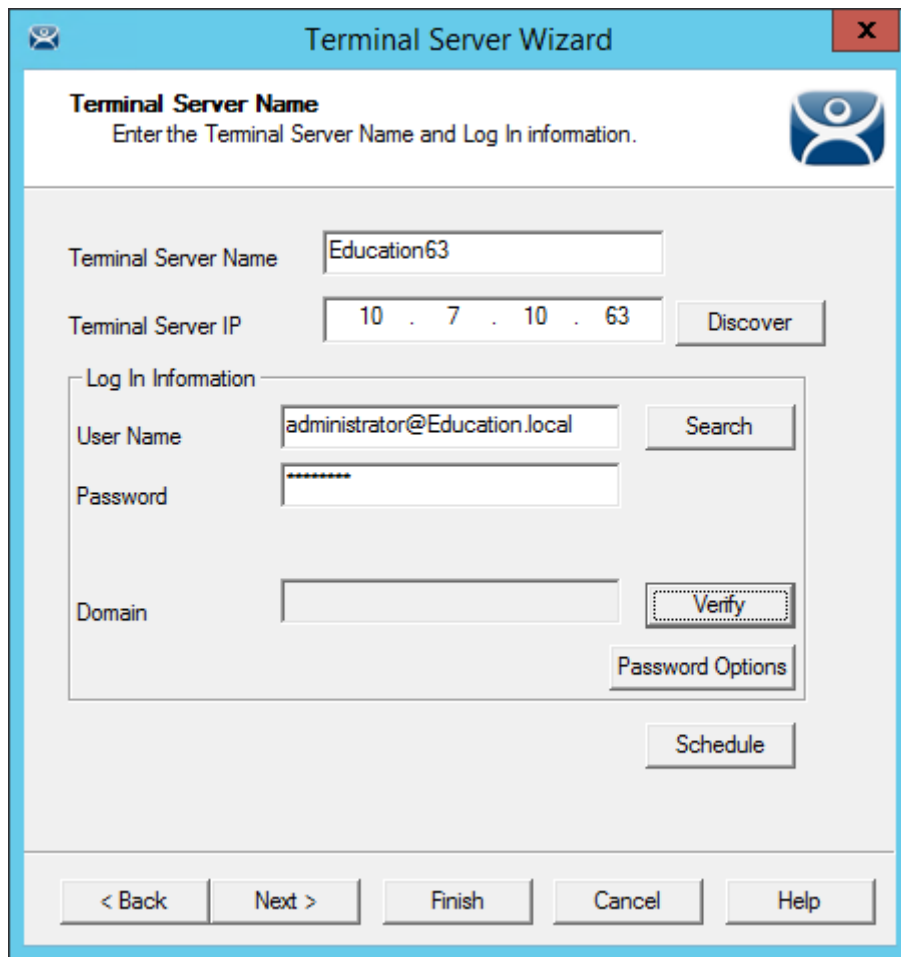 Terminal Server Wizard
x
Terminal Server Name
Enter the Terminal Server Name and Log In information.
Terminal Server Name Education63
Terminal Server IP 10 . 7 . 10 . 63 Discover
Log In Information
User Name administrator@Education.local Search
Password ********
Domain Verify
Password Options
Schedule
< Back Next > Finish Cancel Help